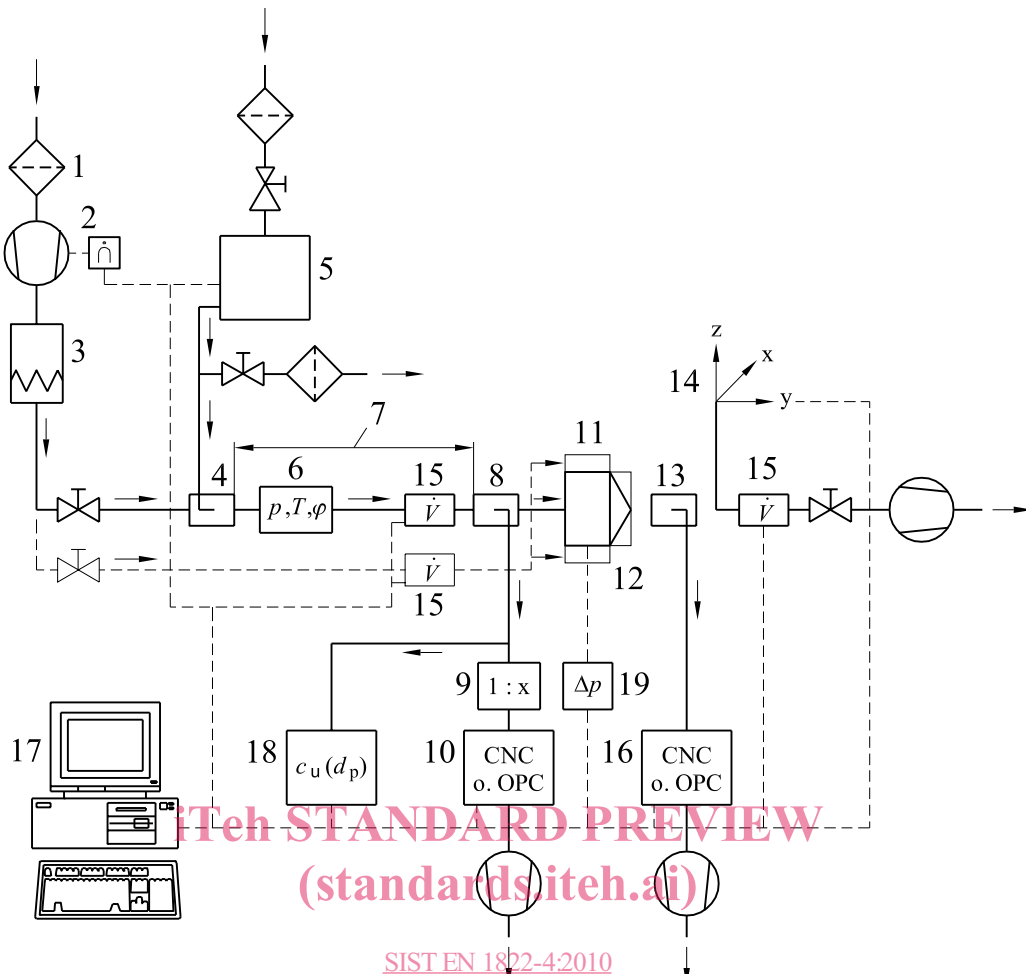 1
2
ṅ
3
5
7
4
6
p,T,φ
15
V̇
8
11
12
V̇
15
13
14
z
x
y
15
V̇
9
1 : x
Δp
19
17
18
cu(dp)
10
CNC
o. OPC
16
CNC
o. OPC
iTeh STANDARD PREVIEW
(standards.iteh.ai)
SIST EN 1822-4:2010